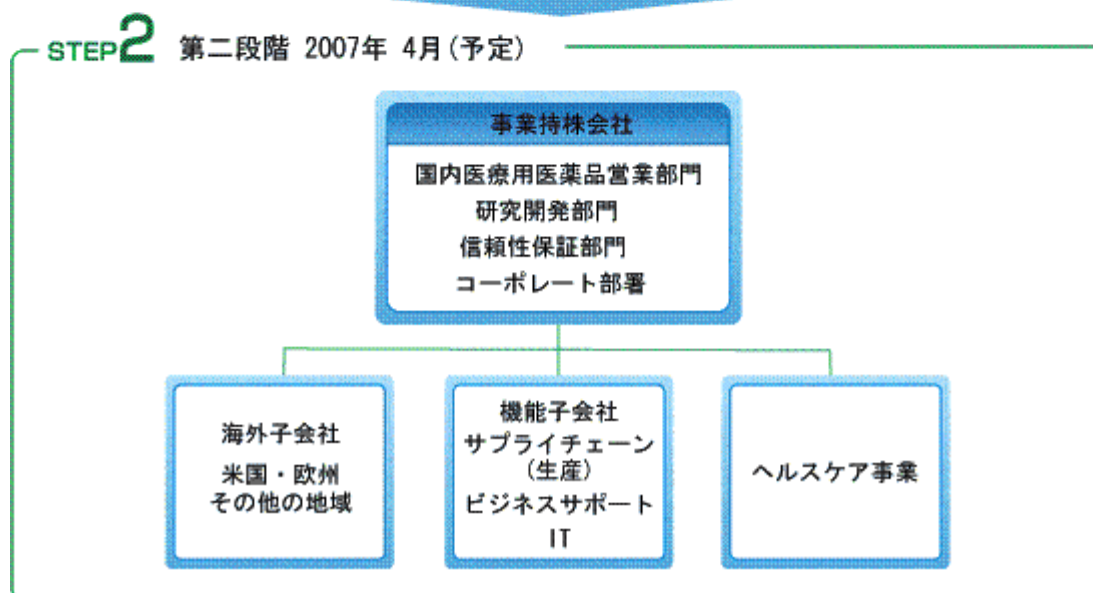 STEP2 第二段階 2007年 4月(予定)
事業持株会社
国内医療用医薬品営業部門
研究開発部門
信頼性保証部門
コーポレート部署
海外子会社
米国・欧州
その他の地域
機能子会社
サプライチェーン
(生産)
ビジネスサポート
IT
ヘルスケア事業